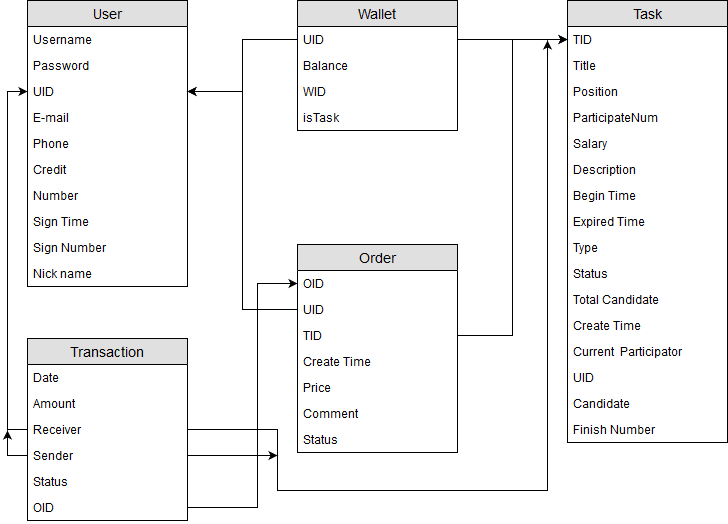 User
Username
Password
UID
E-mail
Phone
Credit
Number
Sign Time
Sign Number
Nick name
Wallet
UID
Balance
WID
isTask
Task
TID
Title
Position
ParticipateNum
Salary
Description
Begin Time
Expired Time
Type
Status
Total Candidate
Create Time
Current Participator
UID
Candidate
Finish Number
Order
OID
UID
TID
Create Time
Price
Comment
Status
Transaction
Date
Amount
Receiver
Sender
Status
OID